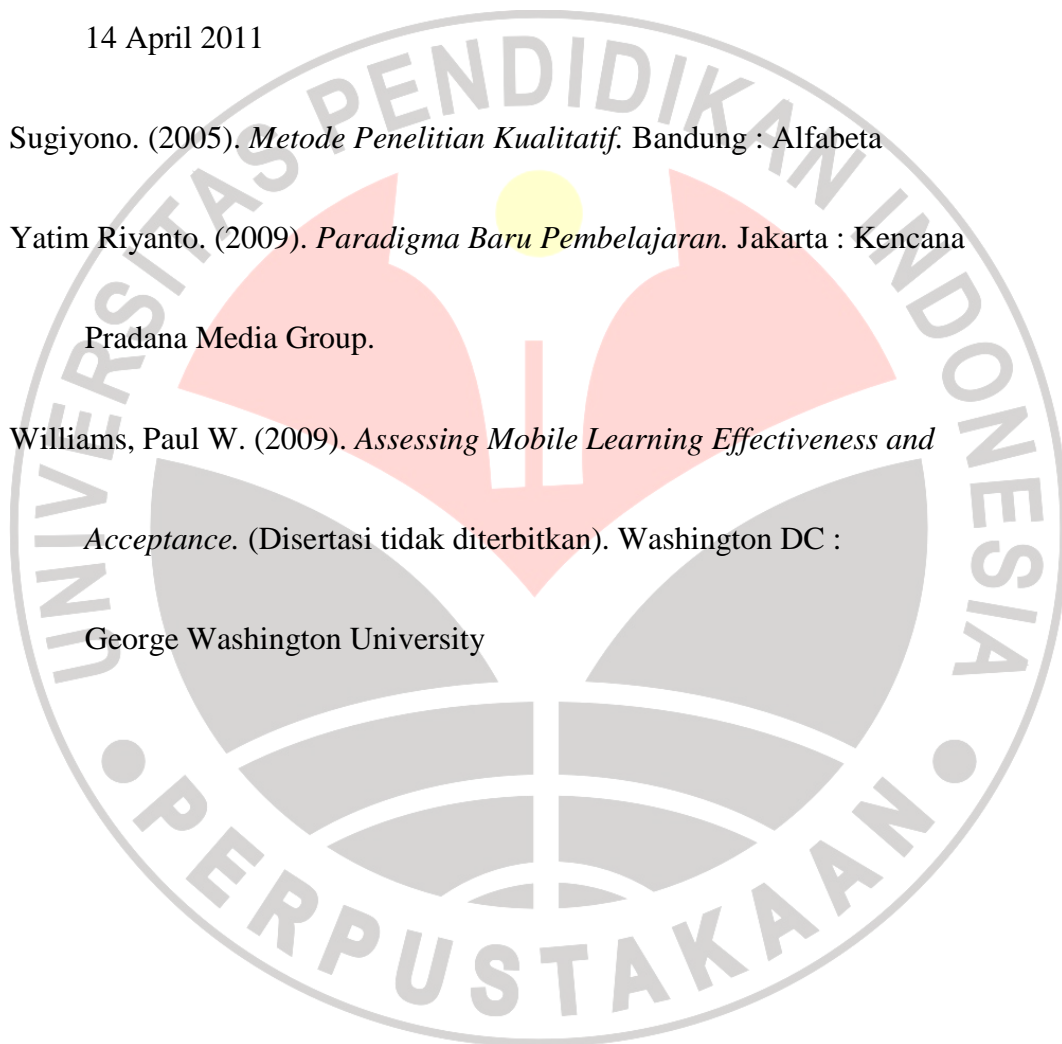 14 April 2011
Sugiyono. (2005). Metode Penelitian Kualitatif. Bandung : Alfabeta
Yatim Riyanto. (2009). Paradigma Baru Pembelajaran. Jakarta : Kencana
Pradana Media Group.
Williams, Paul W. (2009). Assessing Mobile Learning Effectiveness and
Acceptance. (Disertasi tidak diterbitkan). Washington DC :
George Washington University
UNIVERSITAS PENDIDIKAN INDONESIA
PERPUSTAKAAN